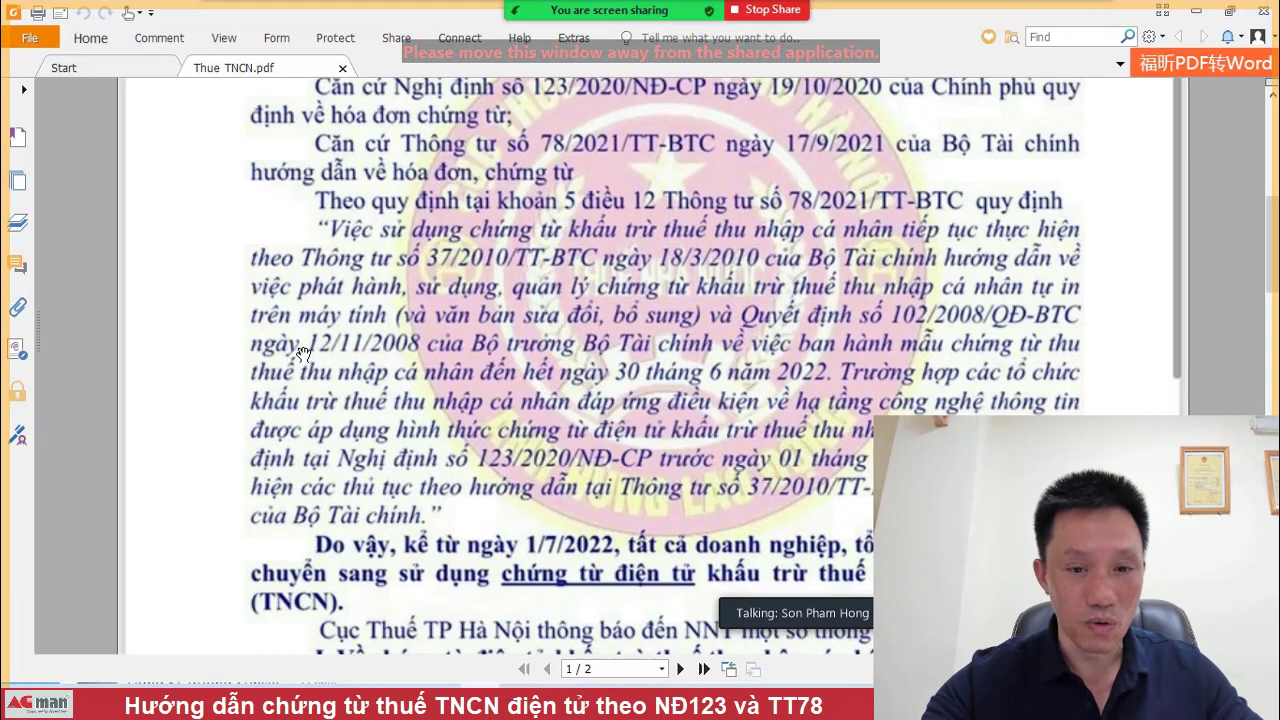 You are screen sharing
Stop Share
File
Home
Comment
View
Form
Protect
Share
Connect
Help
Extras
Tell me what you want to do..
Find
Please move this window away from the shared application.
Start
Thue TNCN.pdf
福昕PDF转Word
Căn cứ Nghị định số 123/2020/NĐ-CP ngày 19/10/2020 của Chính phủ quy
định về hóa đơn chứng từ;
Căn cứ Thông tư số 78/2021/TT-BTC ngày 17/9/2021 của Bộ Tài chính
hướng dẫn về hóa đơn, chứng từ
Theo quy định tại khoản 5 điều 12 Thông tư số 78/2021/TT-BTC quy định
“Việc sử dụng chứng từ khấu trừ thuế thu nhập cá nhân tiếp tục thực hiện
theo Thông tư số 37/2010/TT-BTC ngày 18/3/2010 của Bộ Tài chính hướng dẫn về
việc phát hành, sử dụng, quản lý chứng từ khấu trừ thuế thu nhập cá nhân tự in
trên máy tính (và văn bản sửa đổi, bổ sung) và Quyết định số 102/2008/QĐ-BTC
ngày 12/11/2008 của Bộ trưởng Bộ Tài chính về việc ban hành mẫu chứng từ thu
thuế thu nhập cá nhân đến hết ngày 30 tháng 6 năm 2022. Trường hợp các tổ chức
khấu trừ thuế thu nhập cá nhân đáp ứng điều kiện về hạ tầng công nghệ thông tin
được áp dụng hình thức chứng từ điện tử khấu trừ thuế thu nh
định tại Nghị định số 123/2020/NĐ-CP trước ngày 01 tháng
hiện các thủ tục theo hướng dẫn tại Thông tư số 37/2010/TT-
của Bộ Tài chính.”
Do vậy, kể từ ngày 1/7/2022, tất cả doanh nghiệp, tổ
chuyển sang sử dụng chứng từ điện tử khấu trừ thuế
(TNCN).
Talking: Son Pham Hong
Cục Thuế TP Hà Nội thông báo đến NNT một số thông
1 / 2
ACman
Hướng dẫn chứng từ thuế TNCN điện tử theo NĐ123 và TT78